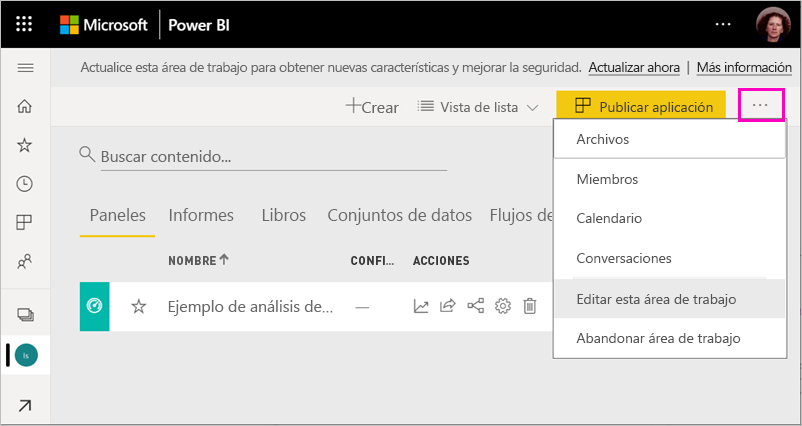 Microsoft Power BI ...
Actualice esta área de trabajo para obtener nuevas características y mejorar la seguridad. Actualizar ahora | Más información
+Crear Vista de lista Publicar aplicación ...
Archivos
Buscar contenido...
Miembros
Paneles Informes Libros Conjuntos de datos Flujos de
Calendario
NOMBRE↑ CONFI... ACCIONES
Conversaciones
Ejemplo de análisis de... —
Editar esta área de trabajo
Abandonar área de trabajo
Is